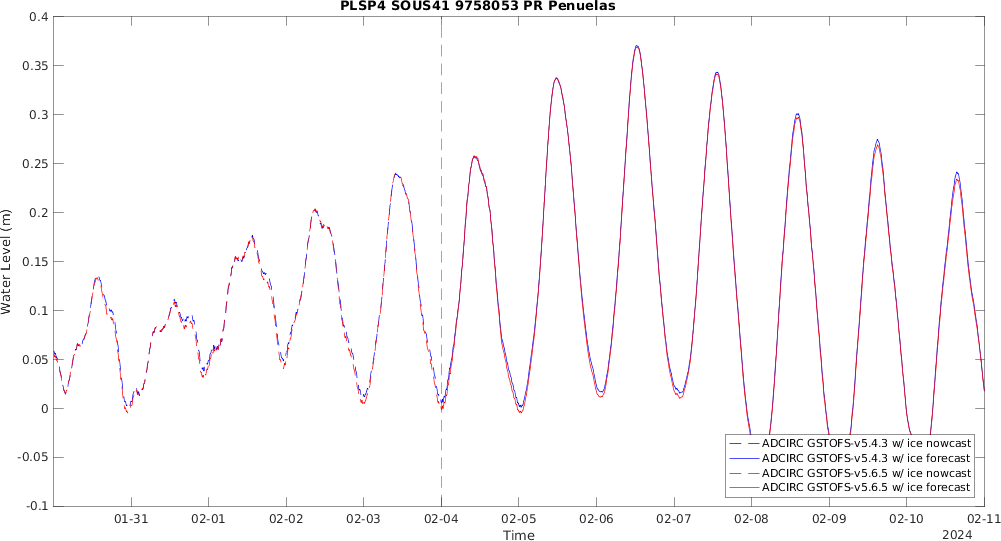 PLSP4 SOUS41 9758053 PR Penuelas
0.4
0.35
0.3
0.25
0.2
0.15
0.1
0.05
0
-0.05
-0.1
Water Level (m)
ADCIRC GSTOFS-v5.4.3 w/ ice nowcast
ADCIRC GSTOFS-v5.4.3 w/ ice forecast
ADCIRC GSTOFS-v5.6.5 w/ ice nowcast
ADCIRC GSTOFS-v5.6.5 w/ ice forecast
01-31 02-01 02-02 02-03 02-04 02-05 02-06 02-07 02-08 02-09 02-10 02-11
Time
2024